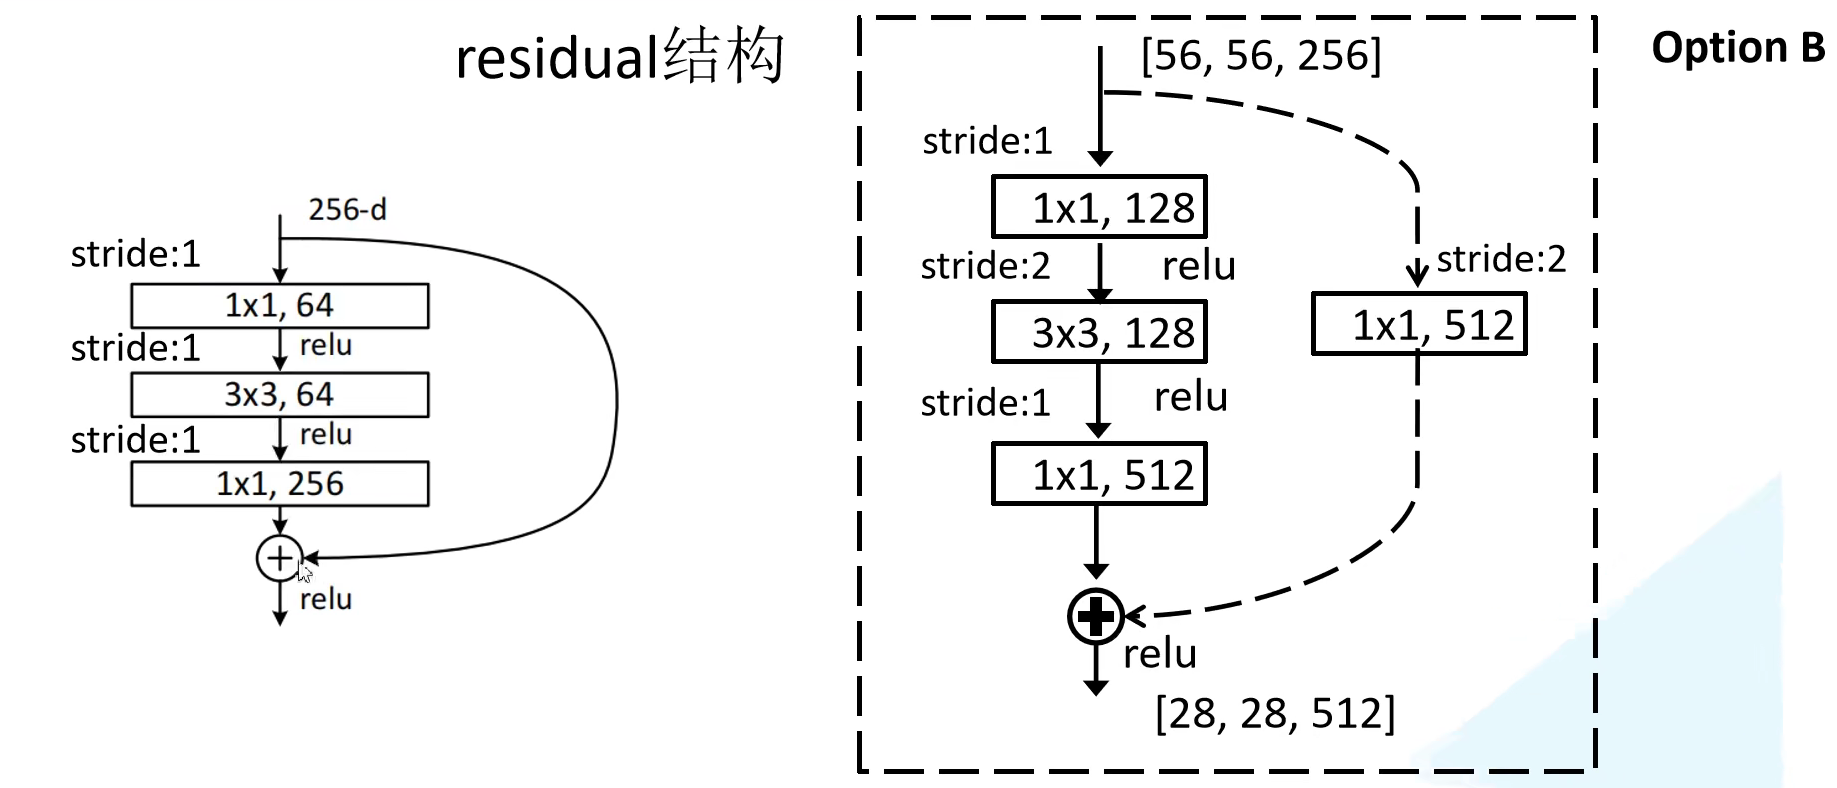 residual结构
256-d
stride:1
1x1, 64
stride:1
relu
3x3, 64
stride:1
relu
1x1, 256
relu
Option B
[56, 56, 256]
stride:1
1x1, 128
stride:2
relu
3x3, 128
stride:1
relu
1x1, 512
stride:2
1x1, 512
relu
[28, 28, 512]